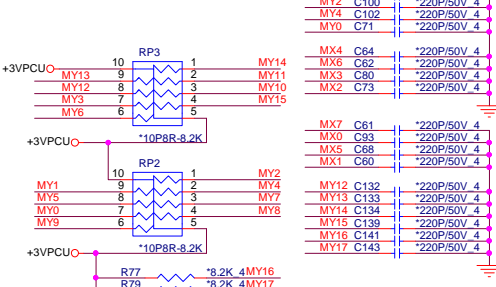 MY2 C100 *220P/50V_4
MY4 C102 *220P/50V_4
MY0 C71 *220P/50V_4
RP3
+3VPCU 10 1 MY14
MY13 9 2 MY11
MY12 8 3 MY10
MY3 7 4 MY15
MY6 6 5
*10P8R-8.2K
MX4 C64 *220P/50V_4
MX6 C62 *220P/50V_4
MX3 C80 *220P/50V_4
MX2 C73 *220P/50V_4
MX7 C61 *220P/50V_4
MX0 C93 *220P/50V_4
MX5 C68 *220P/50V_4
MX1 C60 *220P/50V_4
+3VPCU
RP2
10 1 MY2
MY1 9 2 MY4
MY5 8 3 MY7
MY0 7 4 MY8
MY9 6 5
*10P8R-8.2K
MY12 C132 *220P/50V_4
MY13 C133 *220P/50V_4
MY14 C134 *220P/50V_4
MY15 C139 *220P/50V_4
MY16 C141 *220P/50V_4
MY17 C143 *220P/50V_4
+3VPCU
R77 *8.2K_4 MY16
R79 *8.2K_4 MY17